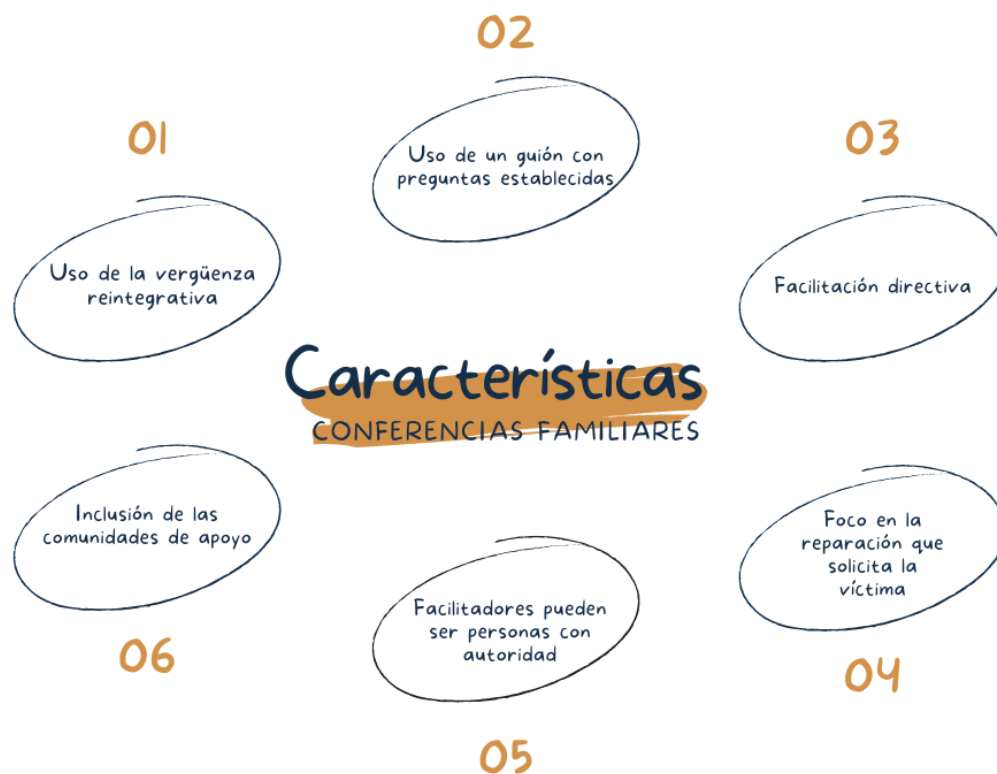 02
Uso de un guión con
preguntas establecidas
01
Uso de la vergüenza
reintegrativa
03
Facilitación directiva
Características
CONFERENCIAS FAMILIARES
Inclusión de las
comunidades de apoyo
06
Facilitadores pueden
ser personas con
autoridad
05
Foco en la
reparación que
solicita la
víctima
04